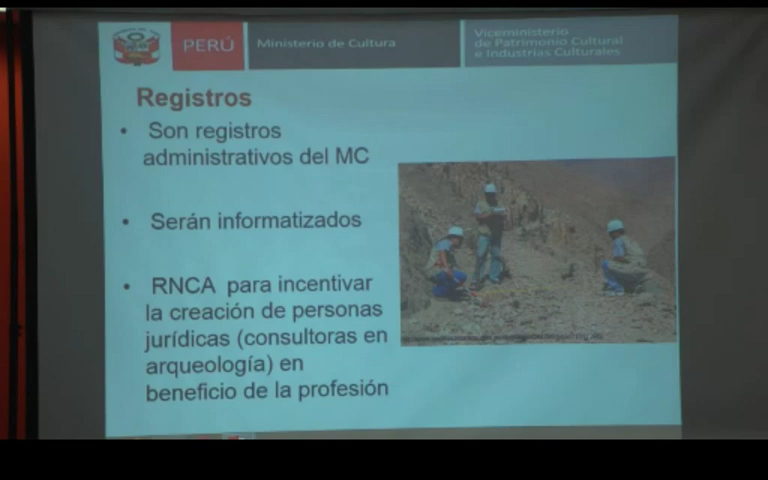 PERÚ
Ministerio de Cultura
Viceministerio
de Patrimonio Cultural
e Industrias Culturales
Registros
• Son registros
administrativos del MC
• Serán informatizados
• RNCA para incentivar
la creación de personas
jurídicas (consultoras en
arqueología) en
beneficio de la profesión